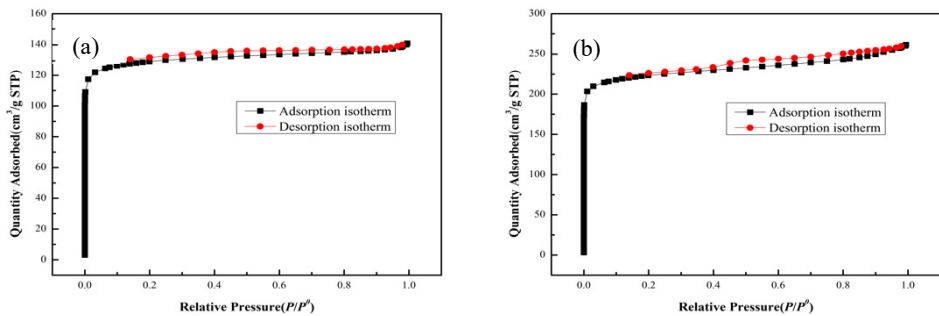 (a)
Quantity Adsorbed(cm³/g STP)
160
140
120
100
80
60
40
20
0
Adsorption isotherm
Desorption isotherm
0.0 0.2 0.4 0.6 0.8 1.0
Relative Pressure(P/P⁰)
(b)
Quantity Adsorbed(cm³/g STP)
300
250
200
150
100
50
0
Adsorption isotherm
Desorption isotherm
0.0 0.2 0.4 0.6 0.8 1.0
Relative Pressure(P/P⁰)